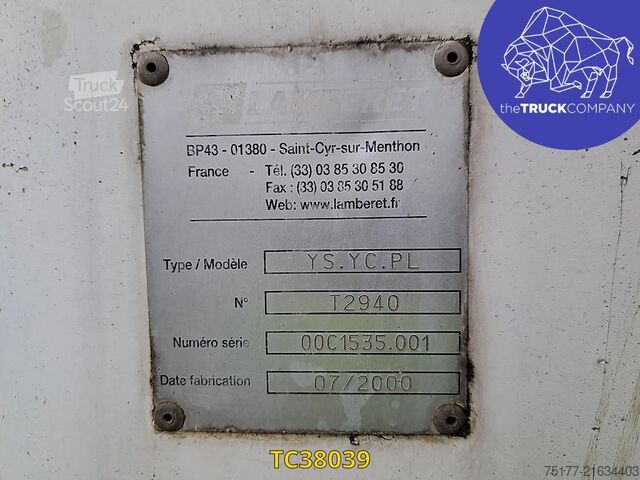 LAMBERET
BP43 - 01380 - Saint-Cyr-sur-Menthon
France - Tél. (33) 03 85 30 85 30
Fax : (33) 03 85 30 51 88
Web: www.lamberet.fr
Type / Modèle YS.YC.PL
N° T2940
Numéro série 00C1535.001
Date fabrication 07/2000
Truck
Scout24
theTRUCKCOMPANY
TC38039
75177-21634403